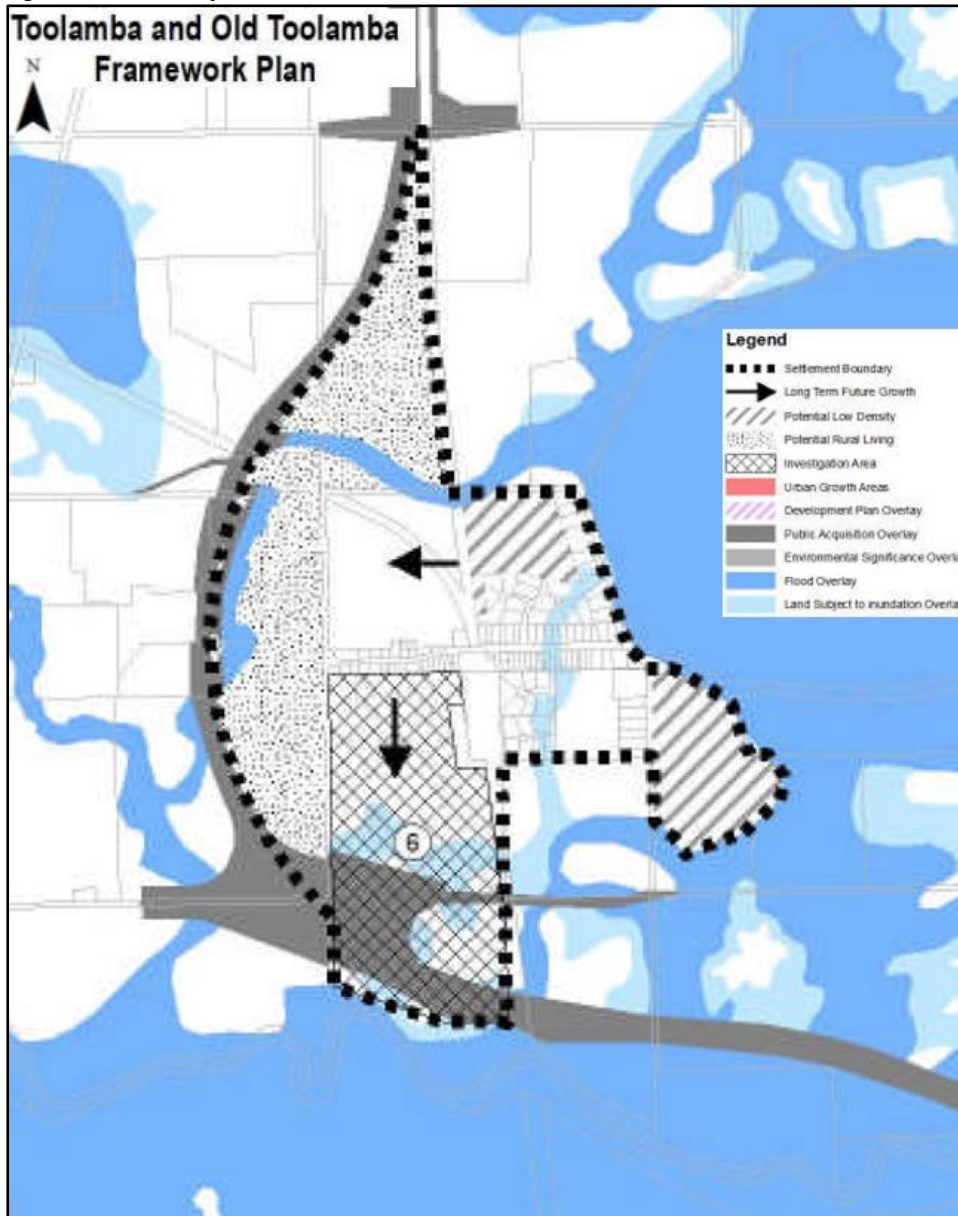 Toolamba and Old Toolamba
Framework Plan
N
Legend
Settlement Boundary
Long Term Future Growth
Potential Low Density
Potential Rural Living
Investigation Area
Urban Growth Areas
Development Plan Overlay
Public Acquisition Overlay
Environmental Significance Overla
Flood Overlay
Land Subject to inundation Overla
6